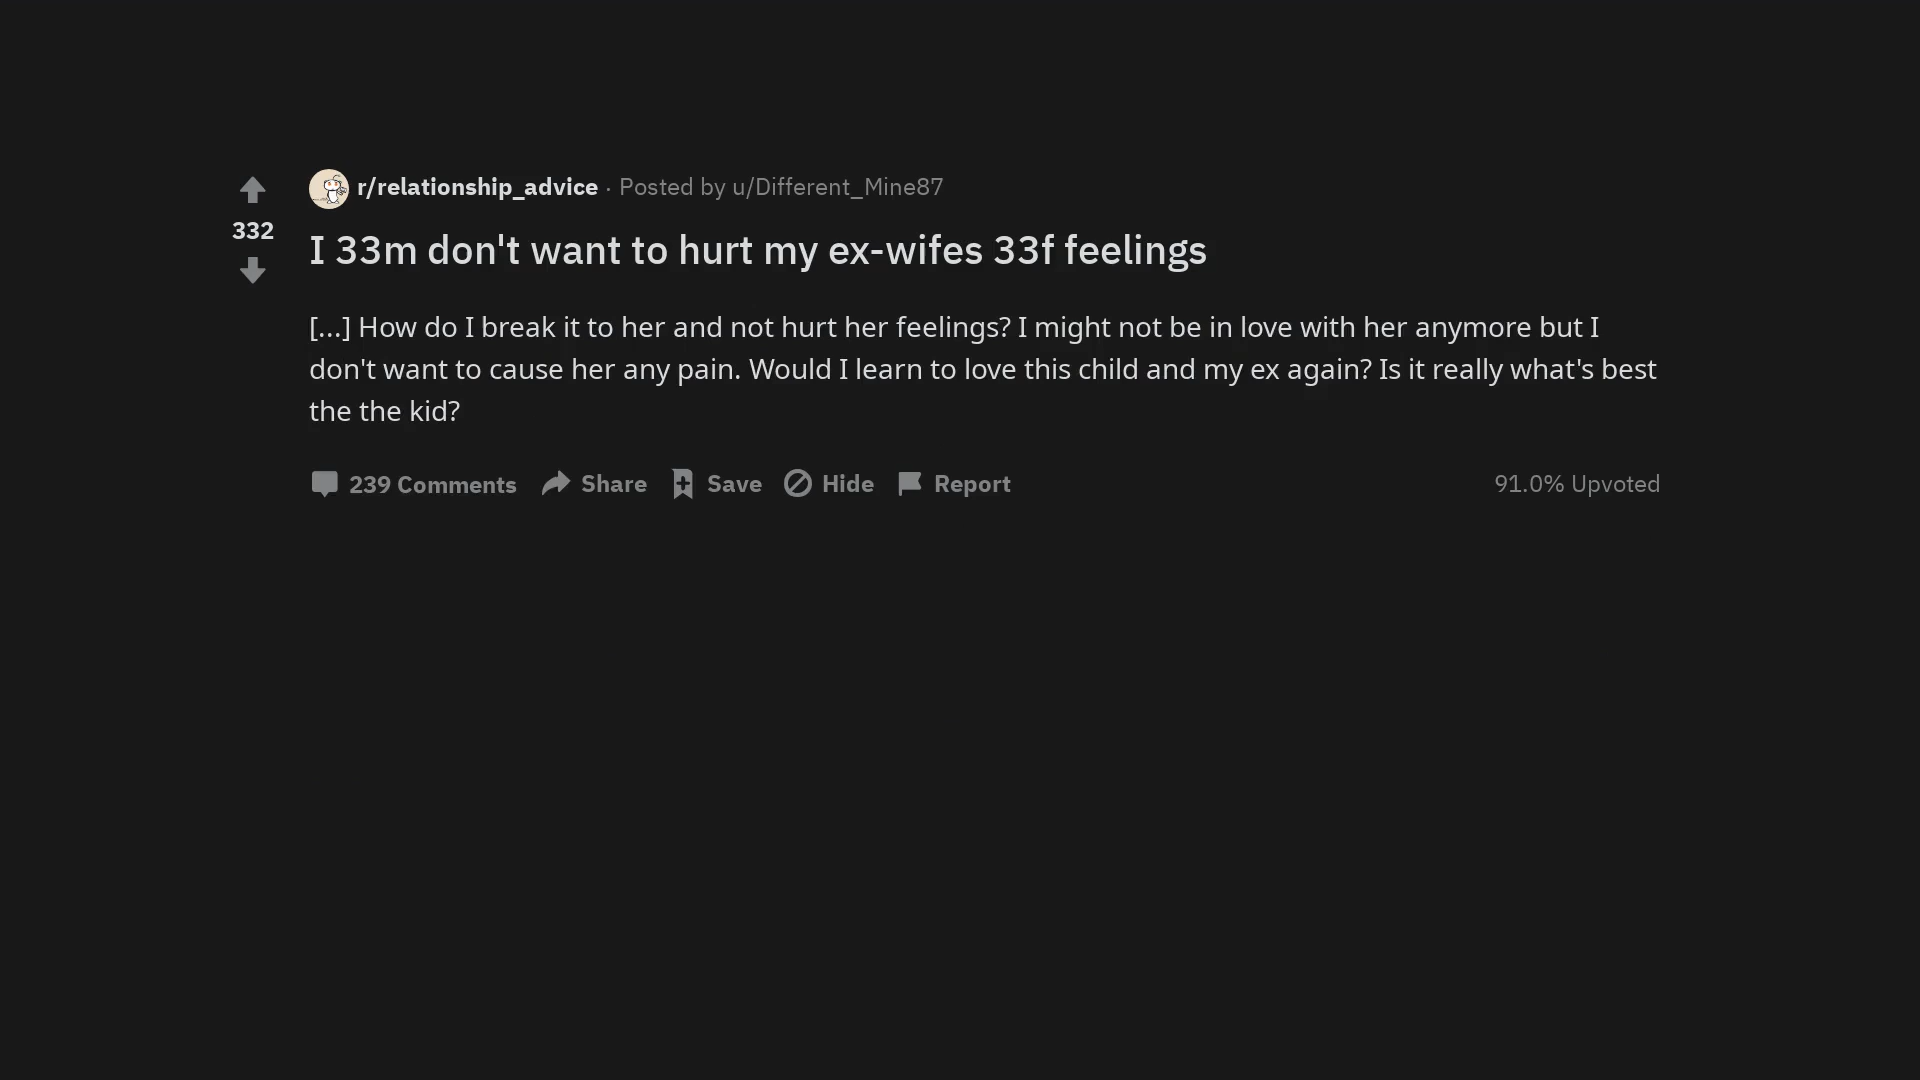 r/relationship_advice · Posted by u/Different_Mine87
332
I 33m don't want to hurt my ex-wifes 33f feelings
[...] How do I break it to her and not hurt her feelings? I might not be in love with her anymore but I
don't want to cause her any pain. Would I learn to love this child and my ex again? Is it really what's best
the the kid?
239 Comments Share Save Hide Report 91.0% Upvoted